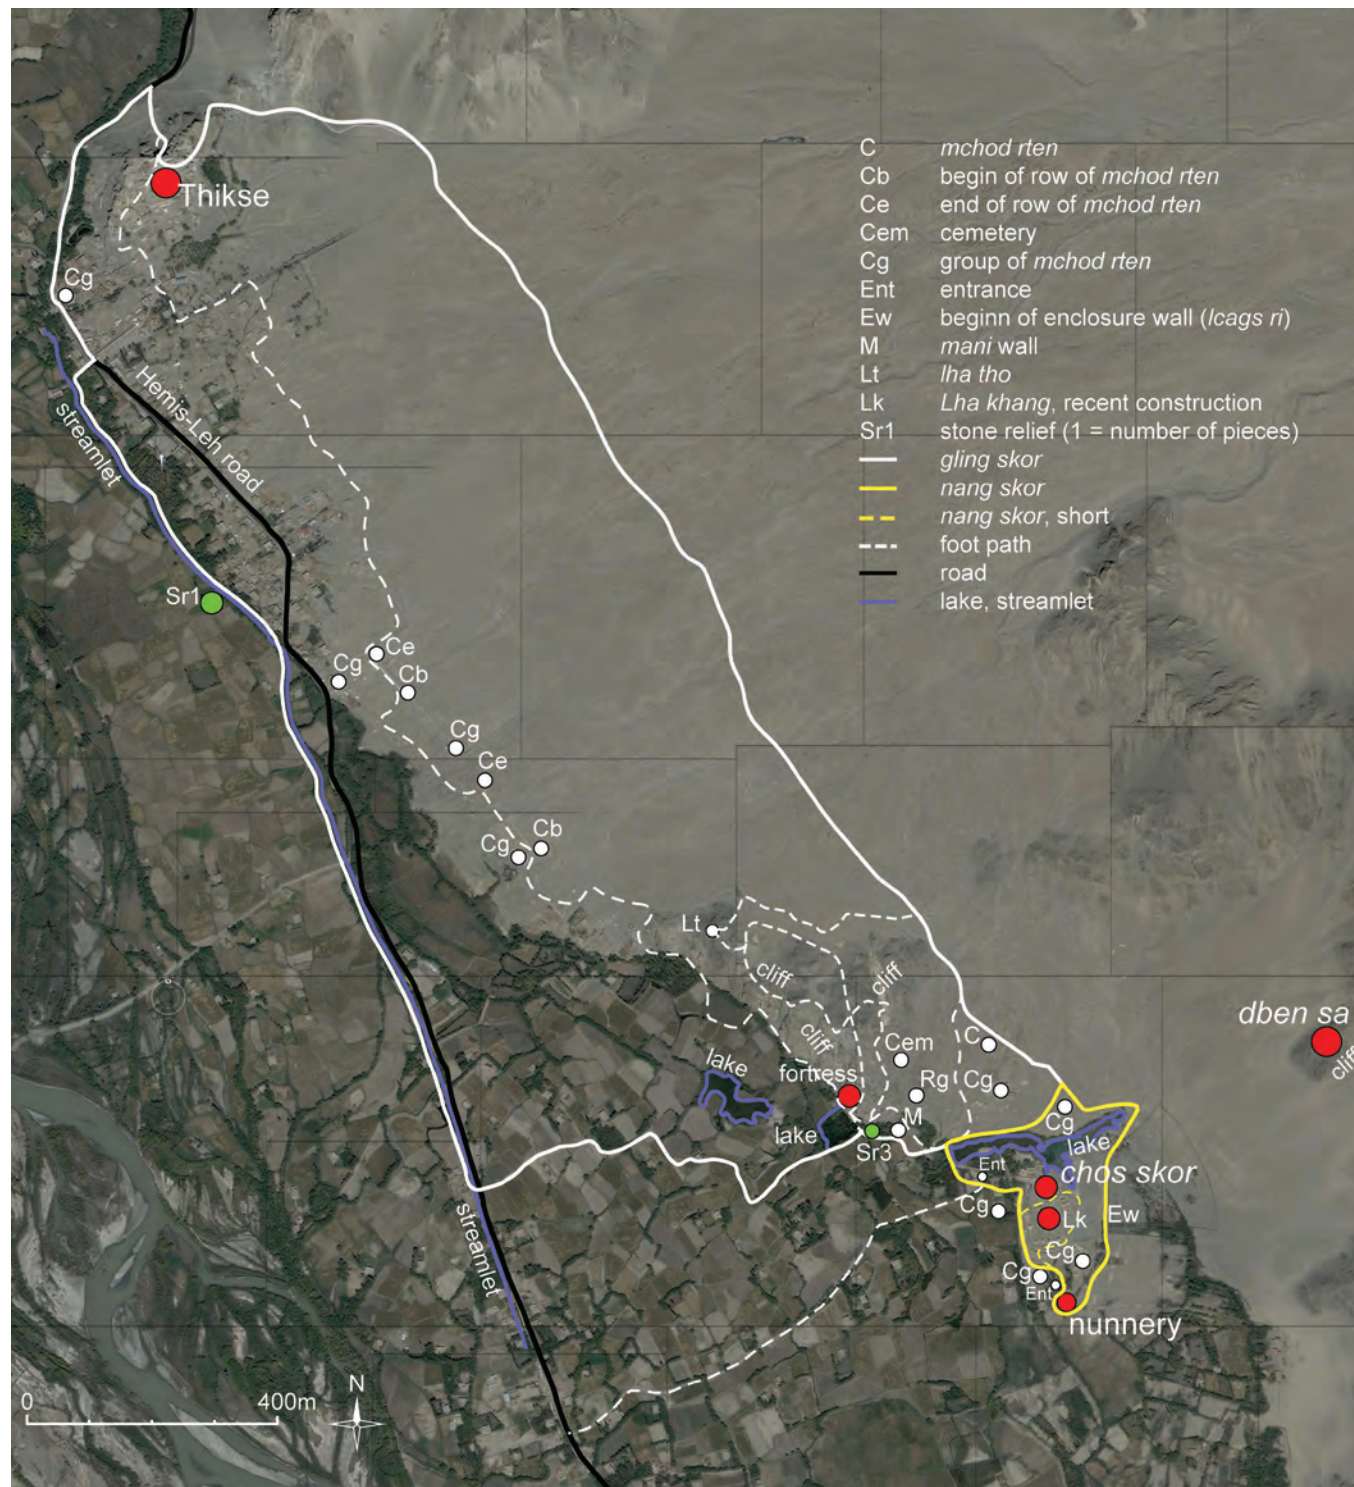 C mchod rten
Cb begin of row of mchod rten
Ce end of row of mchod rten
Cem cemetery
Cg group of mchod rten
Ent entrance
Ew beginn of enclosure wall (lcags ri)
M mani wall
Lt lha tho
Lk Lha khang, recent construction
Sr1 stone relief (1 = number of pieces)
gling skor
nang skor
nang skor, short
foot path
road
lake, streamlet
Thikse
Cg
Hemis-Leh road
streamlet
Sr1
Ce
Cg
Cb
Cg
Ce
Cb
Cg
Lt
cliff
cliff
cliff
dben sa
cliff
C
Cem
lake
fortress
Rg
Cg
Cg
M
lake
Sr3
lake
Ent
chos skor
Cg
Lk
Ew
streamlet
Cg
Cg
Ent
nunnery
0 400m
N